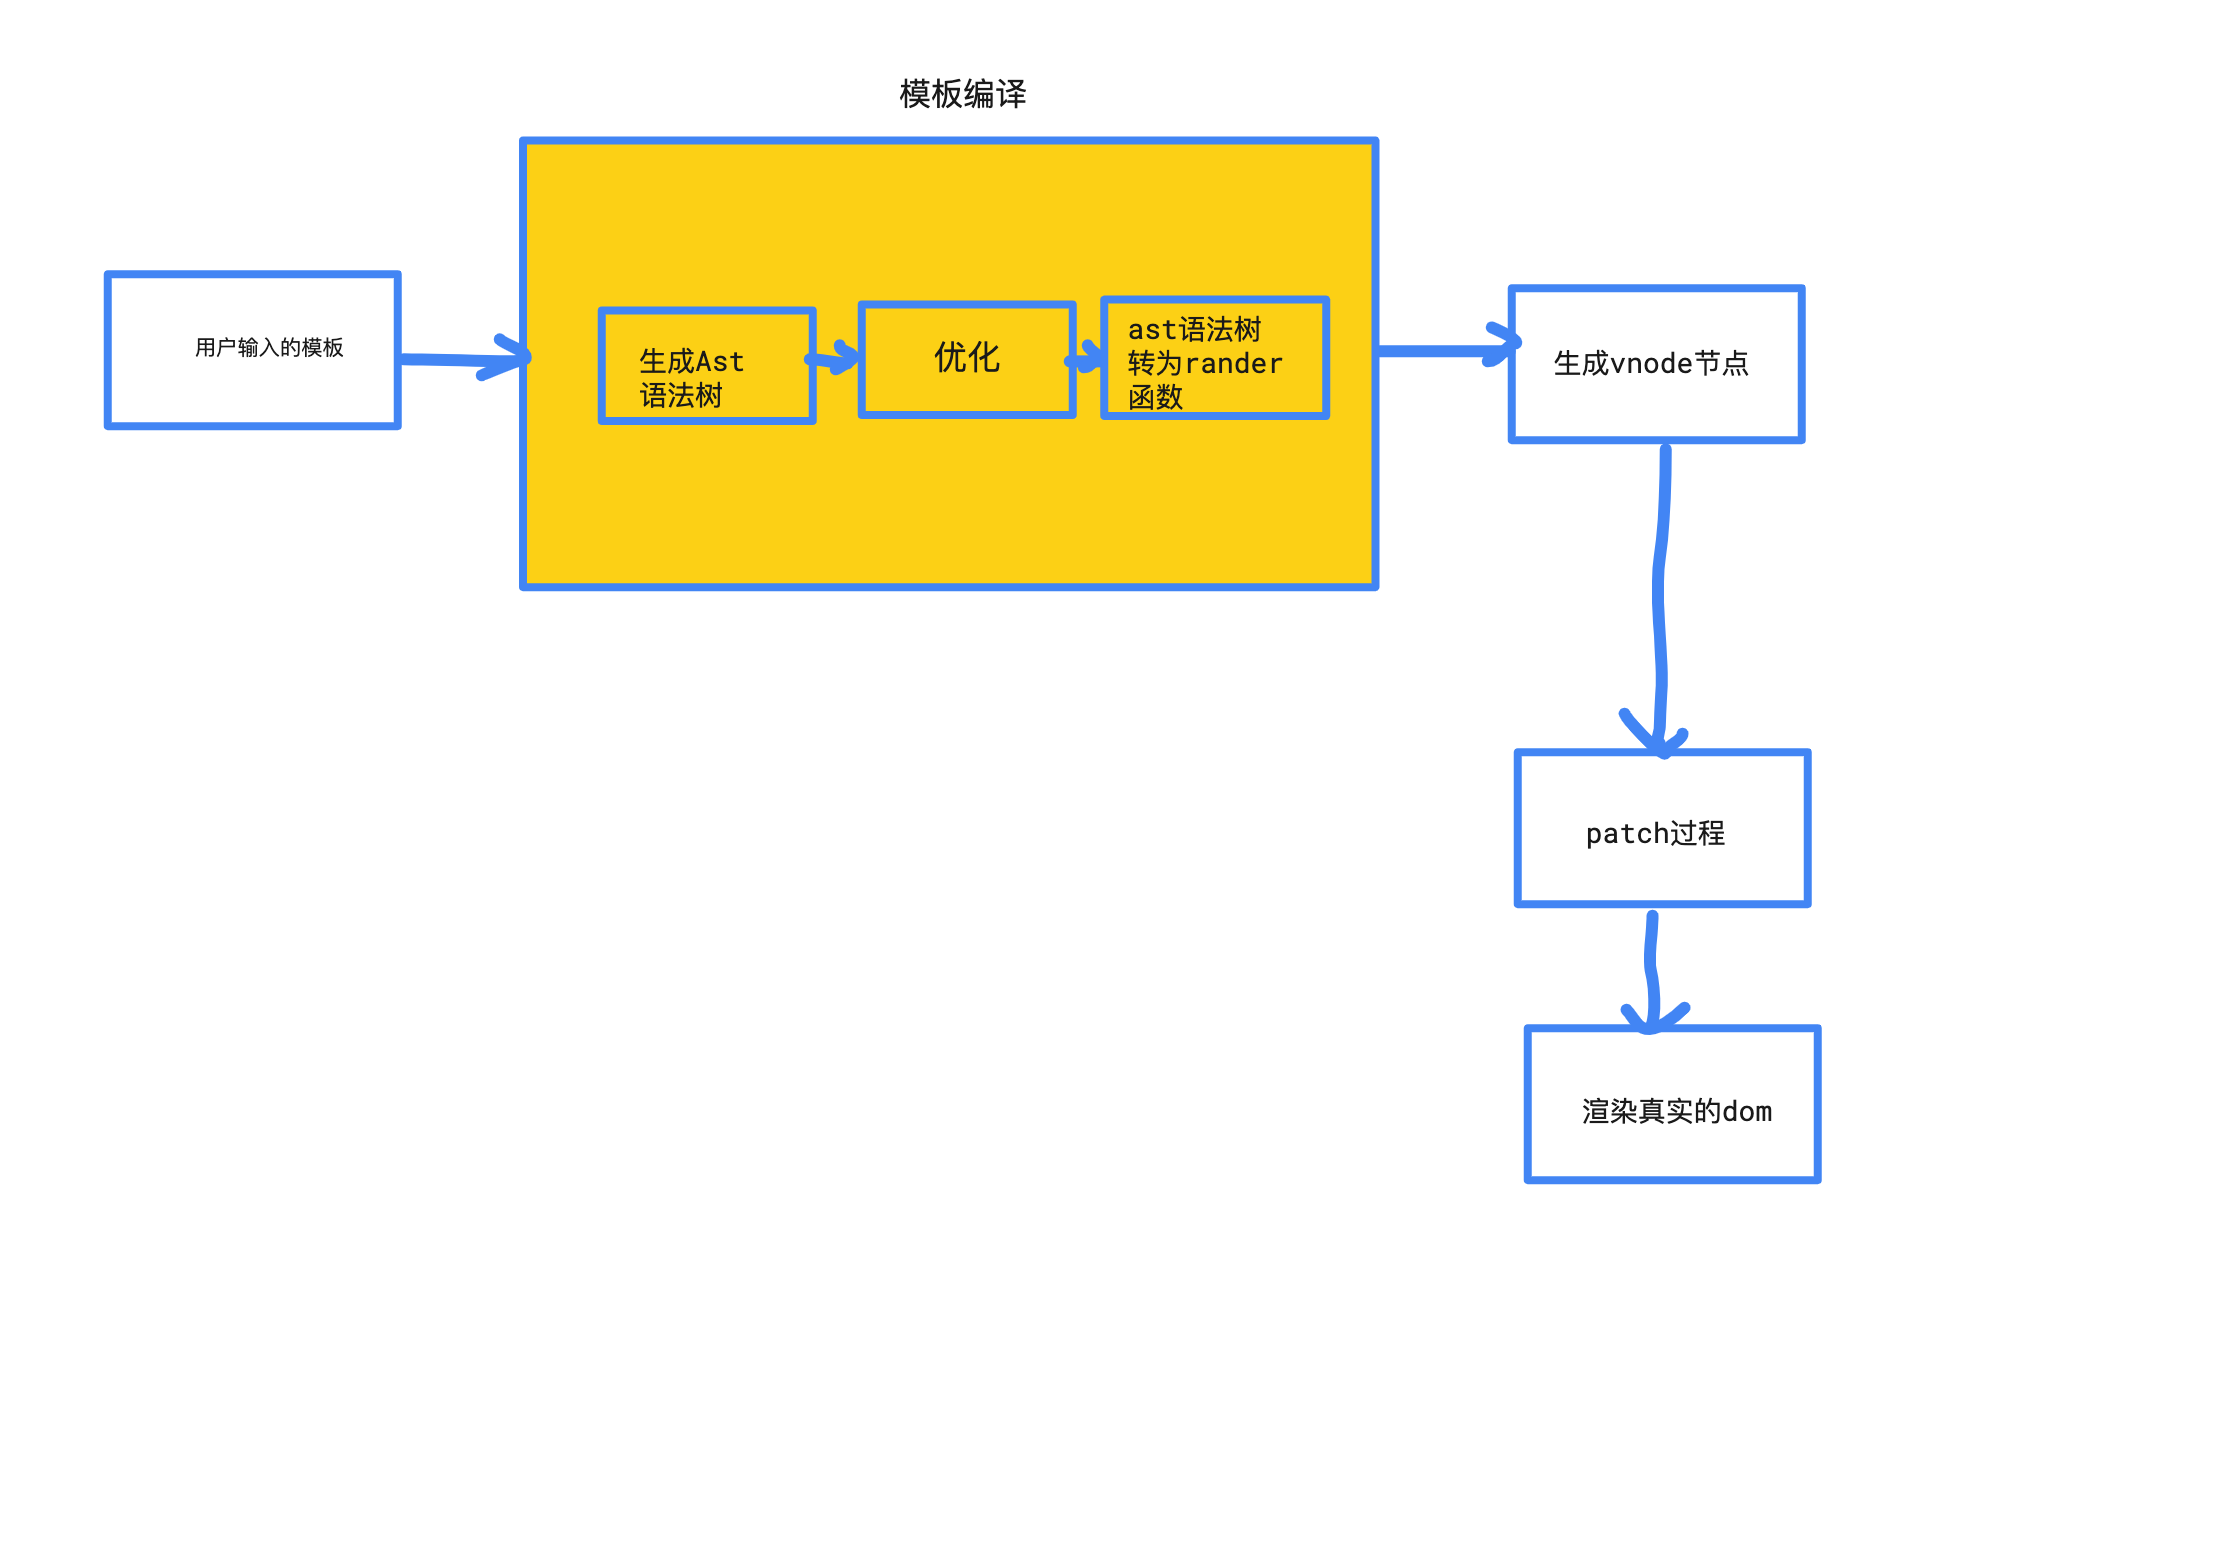 模板编译
用户输入的模板
生成Ast
语法树
优化
ast语法树
转为rander
函数
生成vnode节点
patch过程
渲染真实的dom